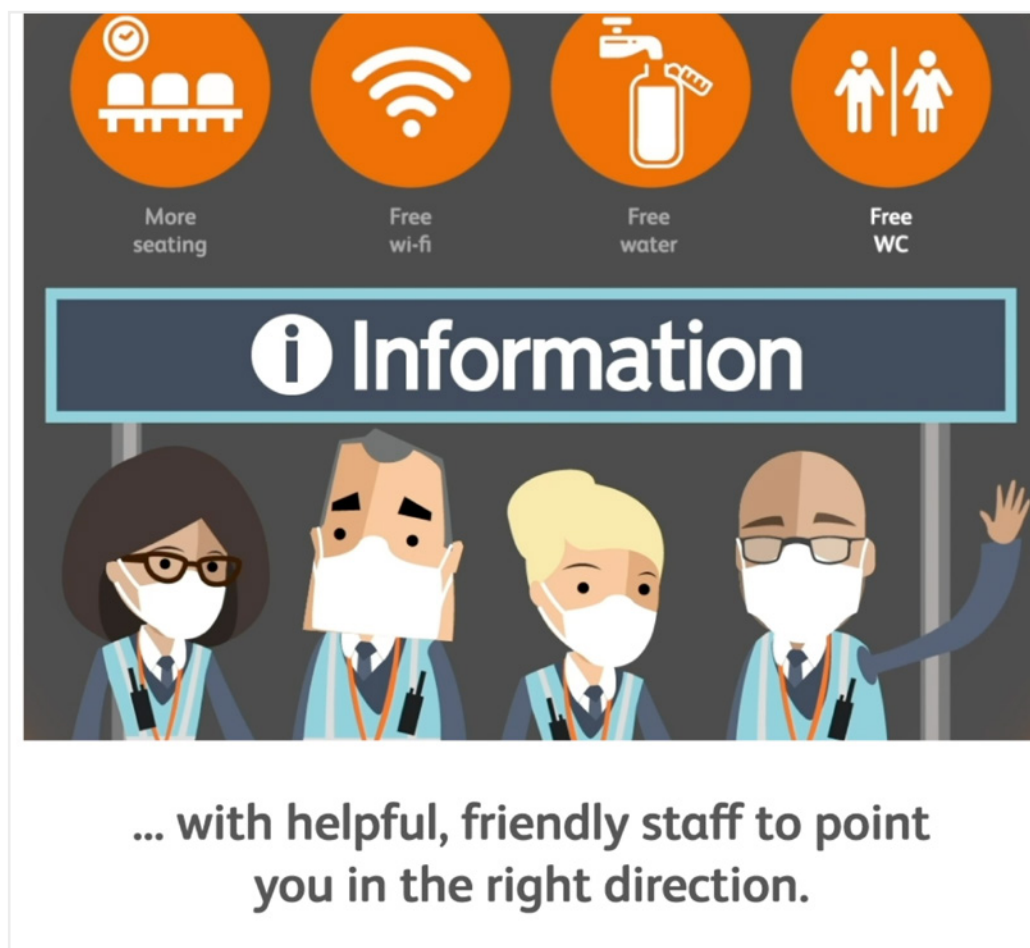 More
seating
Free
wi-fi
Free
water
Free
WC
i Information
... with helpful, friendly staff to point
you in the right direction.